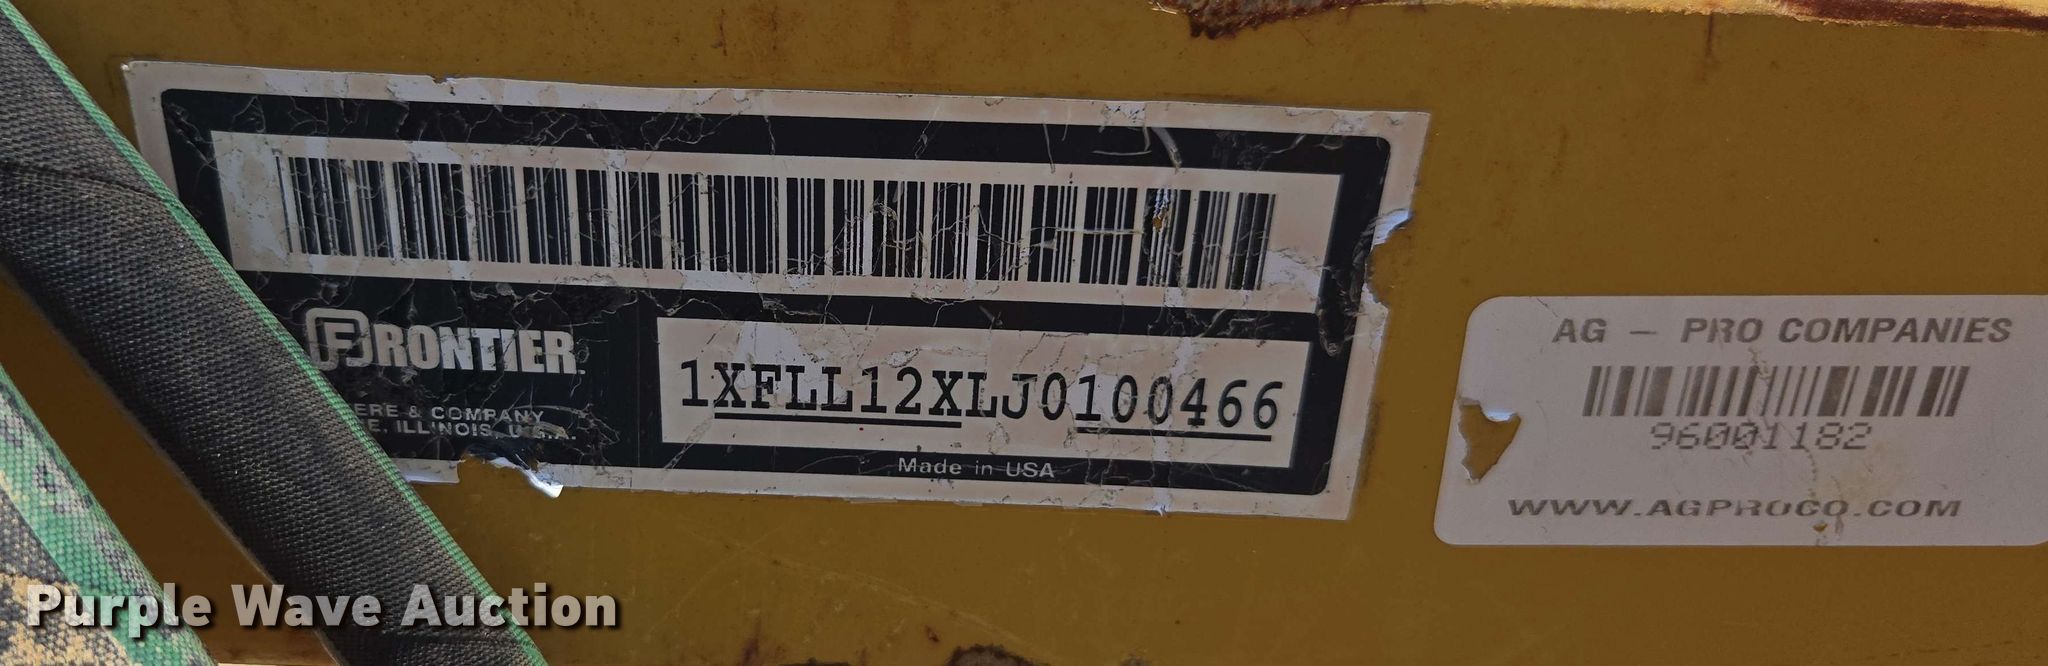 FRONTIER
ERE & COMPANY
E, ILLINOIS, U.S.A.
1XFLL12XLJ0100466
Made in USA
AG - PRO COMPANIES
96001182
WWW.AGPROCO.COM
Purple Wave Auction